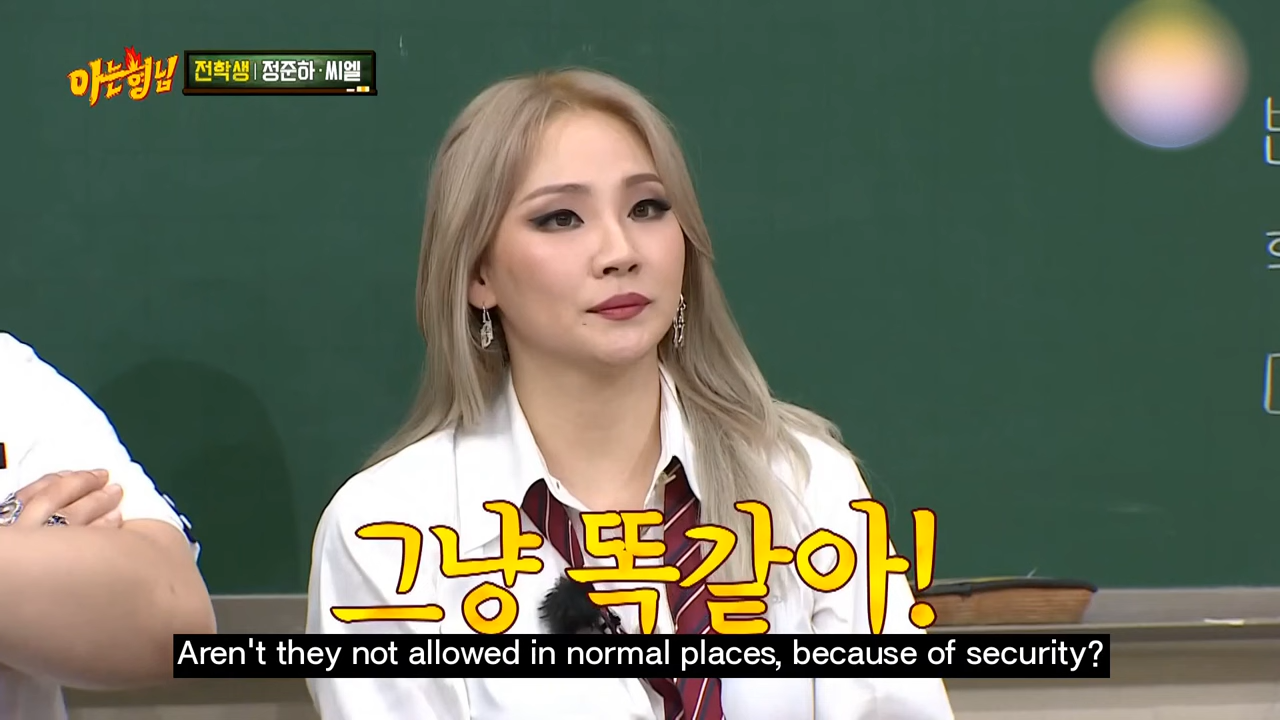 아는형님
전학생 | 정준하·씨엘
그냥 똑같아!
Aren't they not allowed in normal places, because of security?